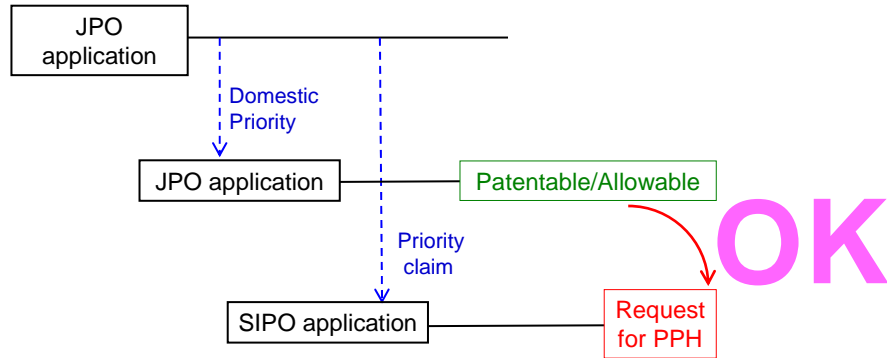 JPO
application
Domestic
Priority
JPO application
Patentable/Allowable
OK
Priority
claim
SIPO application
Request
for PPH